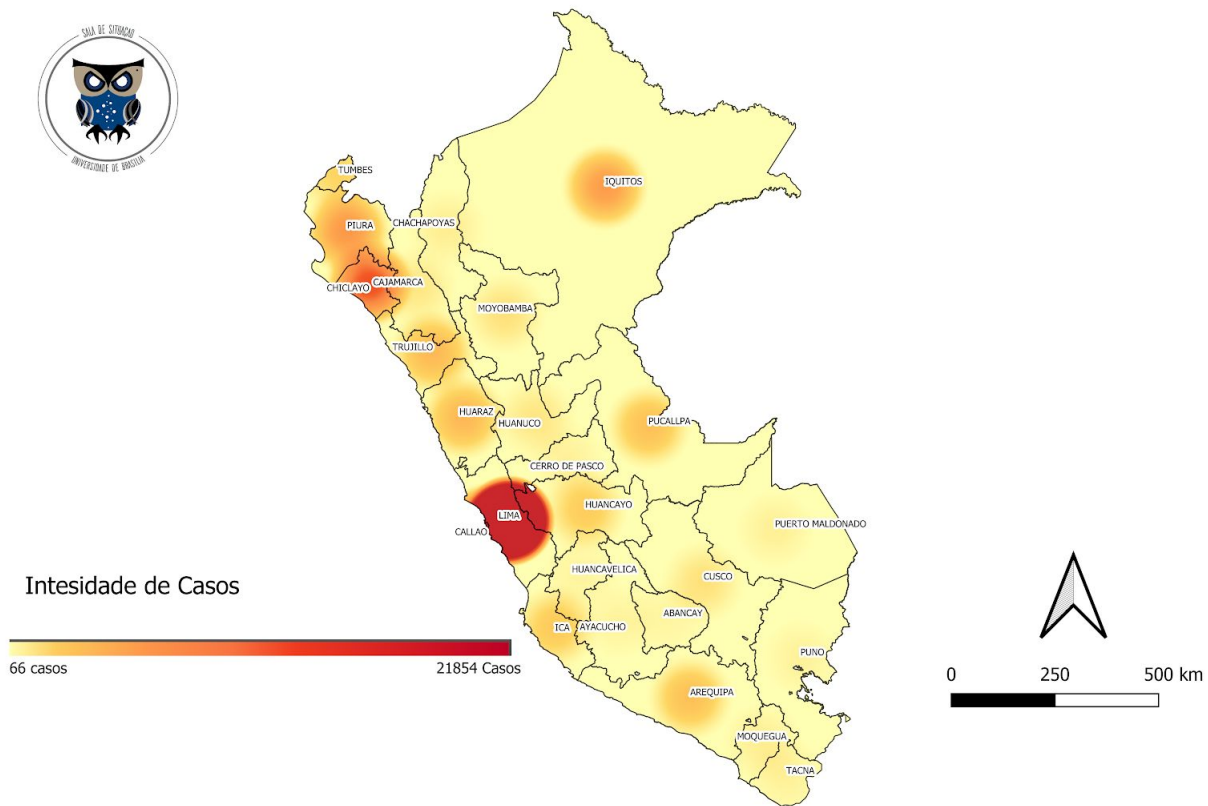 SALA DE SITUAÇÃO
UNIVERSIDADE DE BRASÍLIA
TUMBES
IQUITOS
PIURA
CHACHAPOYAS
CHICLAYO
CAJAMARCA
MOYOBAMBA
TRUJILLO
HUARAZ
HUANUCO
PUCALLPA
CERRO DE PASCO
HUANCAYO
LIMA
CALLAO
PUERTO MALDONADO
HUANCAVELICA
CUSCO
ABANCAY
ICA
AYACUCHO
PUNO
AREQUIPA
MOQUEGUA
TACNA
Intesidade de Casos
66 casos
21854 Casos
0 250 500 km